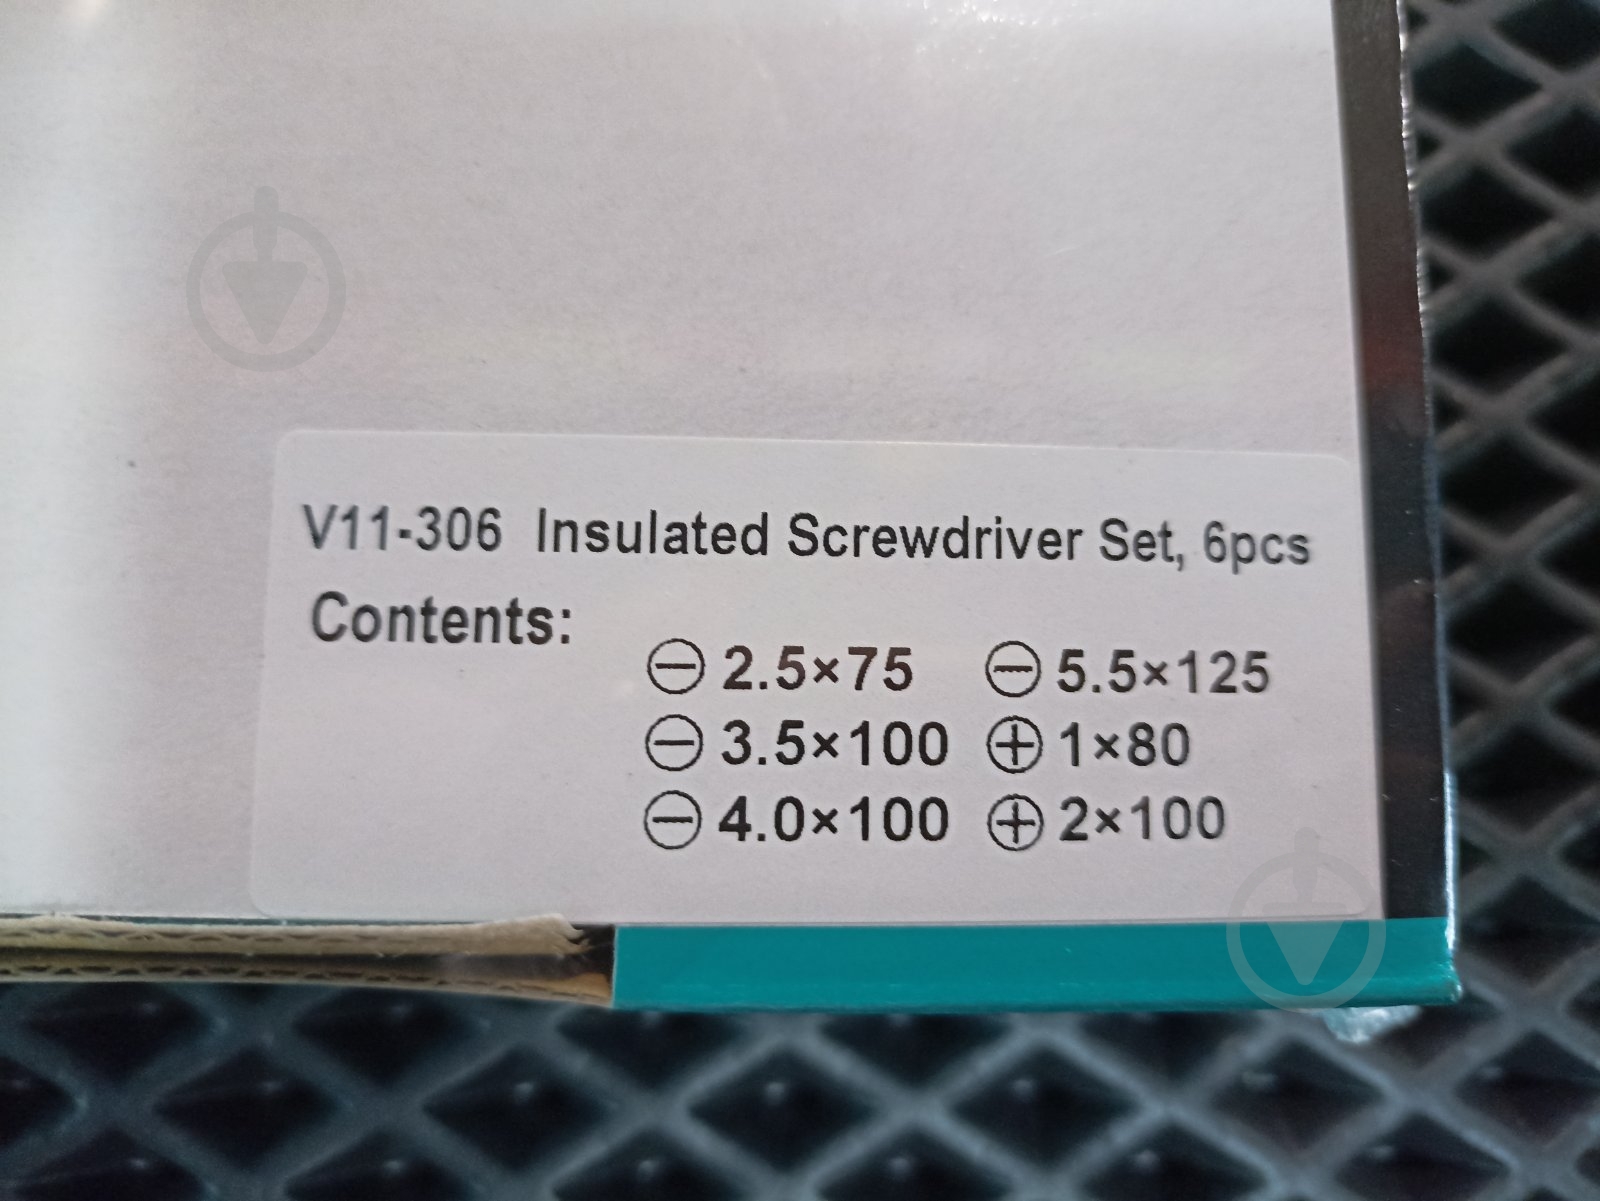 V11-306 Insulated Screwdriver Set, 6pcs
Contents:
⊖ 2.5×75 ⊖ 5.5×125
⊖ 3.5×100 ⊕ 1×80
⊖ 4.0×100 ⊕ 2×100